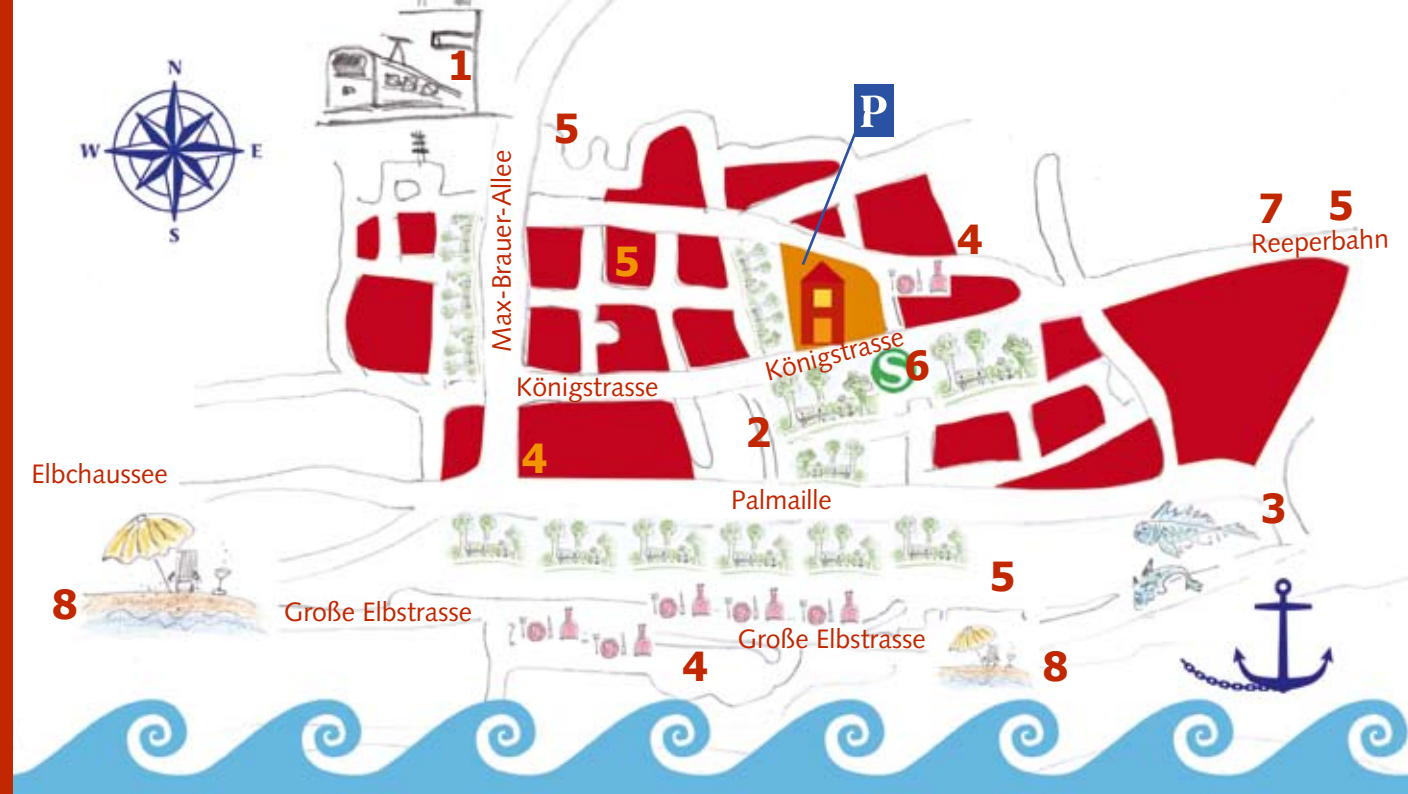 N
W E
S
1
P
5
Max-Brauer-Allee
7 5
Reeperbahn
4
5
Königstrasse
S 6
Königstrasse
2
4
Elbchaussee
Palmaille
3
5
8
Große Elbstrasse
Große Elbstrasse
4
8